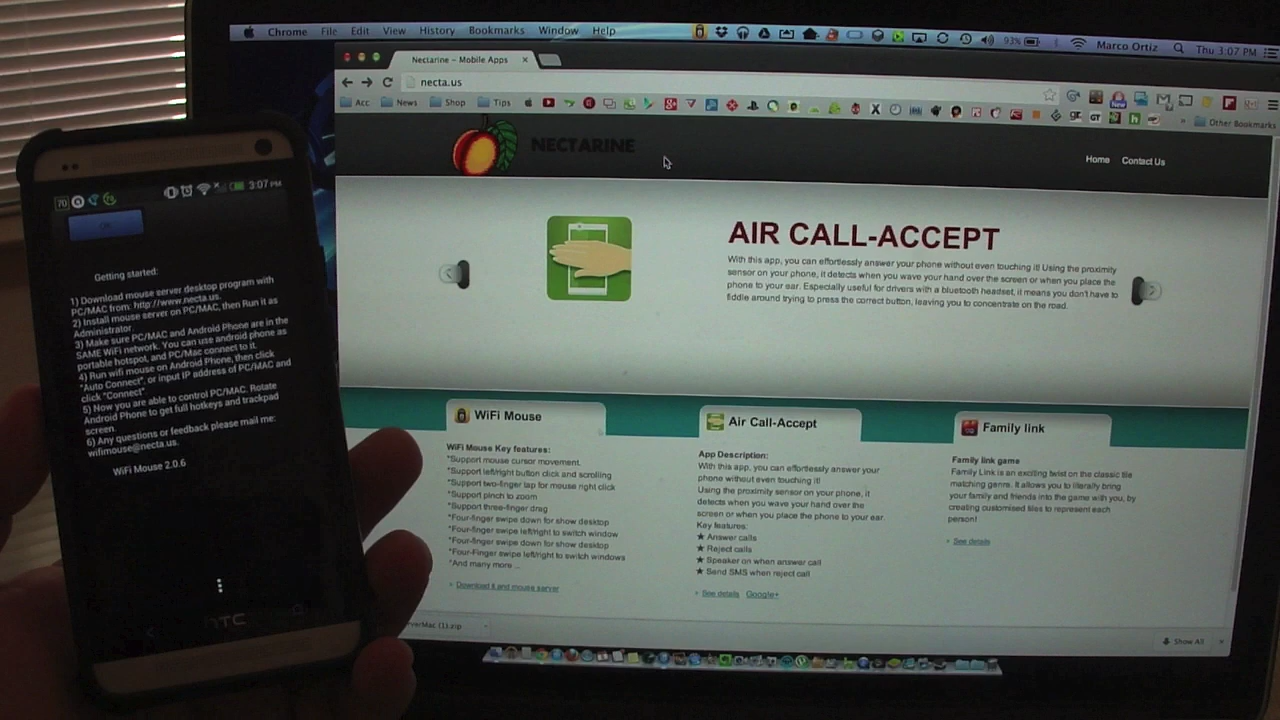 Chrome File Edit View History Bookmarks Window Help
93% Marco Ortiz Thu 3:07 PM
Nectarine – Mobile Apps
necta.us
Acc News Shop Tips
Other Bookmarks
NECTARINE
Home Contact Us
AIR CALL-ACCEPT
With this app, you can effortlessly answer your phone without even touching it! Using the proximity
sensor on your phone, it detects when you wave your hand over the screen or when you place the
phone to your ear. Especially useful for drivers with a bluetooth headset, it means you don't have to
fiddle around trying to press the correct button, leaving you to concentrate on the road.
WiFi Mouse
WiFi Mouse Key features:
*Support mouse cursor movement.
*Support left/right button click and scrolling
*Support two-finger tap for mouse right click
*Support pinch to zoom
*Support three-finger drag
*Four-finger swipe down for show desktop
*Four-finger swipe left/right to switch window
*Four-finger swipe down for show desktop
*Four-Finger swipe left/right to switch windows
*And many more ...
Download & and mouse server
Air Call-Accept
App Description:
With this app, you can effortlessly answer your
phone without even touching it!
Using the proximity sensor on your phone, it
detects when you wave your hand over the
screen or when you place the phone to your ear.
Key features:
★ Answer calls
★ Reject calls
★ Speaker on when answer call
★ Send SMS when reject call
See details Google+
Family link
Family link game
Family Link is an exciting twist on the classic tile
matching genre. It allows you to literally bring
your family and friends into the game with you, by
creating customised tiles to represent each
person!
See details
verMac (1).zip
Show All
70 3:07 PM
Getting started:
1) Download mouse server desktop program with
PC/MAC from: http://www.necta.us.
2) Install mouse server on PC/MAC, then Run it as
Administrator.
3) Make sure PC/MAC and Android Phone are in the
SAME WiFi network. You can use android phone as
portable hotspot, and PC/Mac connect to it.
4) Run wifi mouse on Android Phone, then click
"Auto Connect", or input IP address of PC/MAC and
click "Connect"
5) Now you are able to control PC/MAC. Rotate
Android Phone to get full hotkeys and trackpad
screen.
6) Any questions or feedback please mail me:
wifimouse@necta.us.
WiFi Mouse 2.0.6
hTC